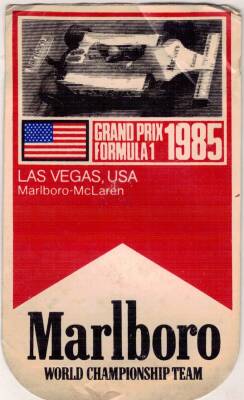 GRAND PRIX
FORMULA 1
1985
LAS VEGAS, USA
Marlboro-McLaren
Marlboro
WORLD CHAMPIONSHIP TEAM